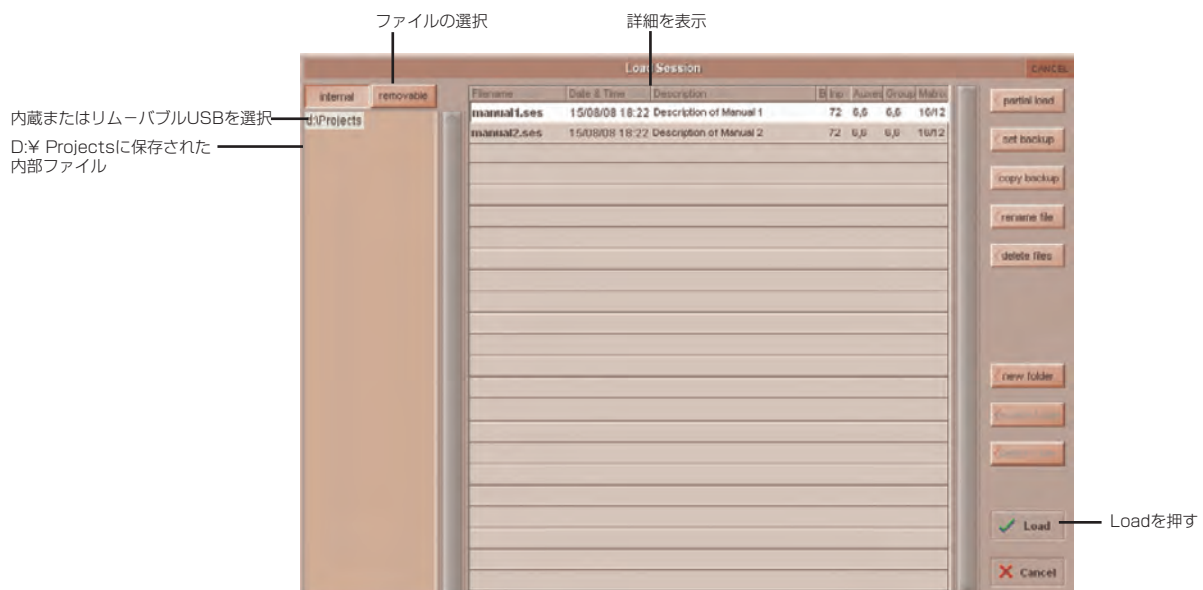 ファイルの選択
詳細を表示
Load Session
CANCEL
internal
removable
Filename
Date & Time
Description
B
Inp
Auxes
Group
Matrix
partial load
内蔵またはリムーバブルUSBを選択
d:\Projects
manual1.ses
15/08/08 18:22
Description of Manual 1
72
6,6
6,6
10/12
D:¥ Projectsに保存された
内部ファイル
manual2.ses
15/08/08 18:22
Description of Manual 2
72
6,6
6,6
10/12
set backup
copy backup
rename file
delete files
new folder
Load
Loadを押す
Cancel